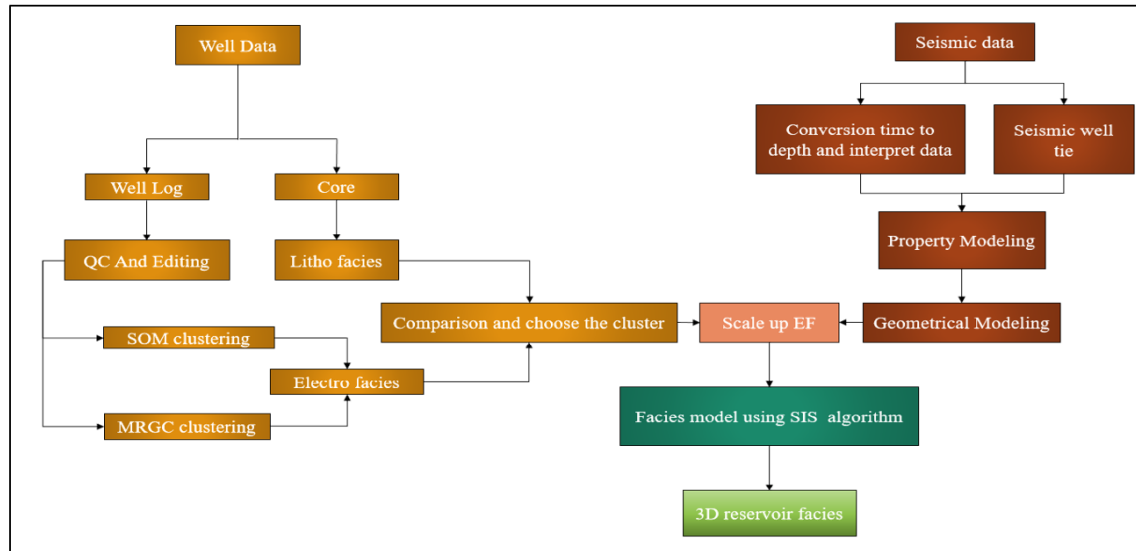 Well Data
Seismic data
Conversion time to
depth and interpret data
Seismic well
tie
Well Log
Core
Property Modeling
QC And Editing
Litho facies
Comparison and choose the cluster
Scale up EF
Geometrical Modeling
SOM clustering
Electro facies
MRGC clustering
Facies model using SIS algorithm
3D reservoir facies